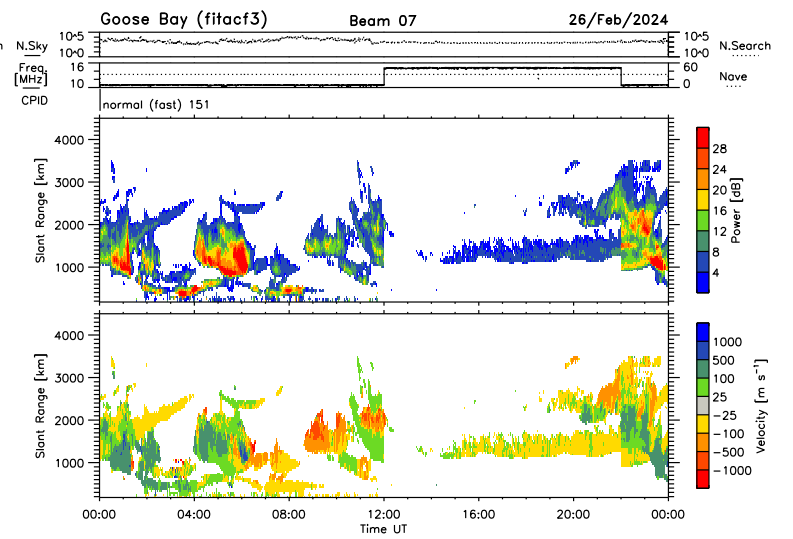 Goose Bay (fitacf3) Beam 07 26/Feb/2024
n N.Sky 10^5 10^5 N.Search
10^0 10^0
Freq. 16 60 Nave
[MHz] 10 0
CPID normal (fast) 151
4000
3000
2000
1000
Slant Range [km]
28
24
20
16
12
8
4
Power [dB]
4000
3000
2000
1000
Slant Range [km]
1000
500
100
25
-25
-100
-500
-1000
Velocity [m s⁻¹]
00:00 04:00 08:00 12:00 16:00 20:00 00:00
Time UT